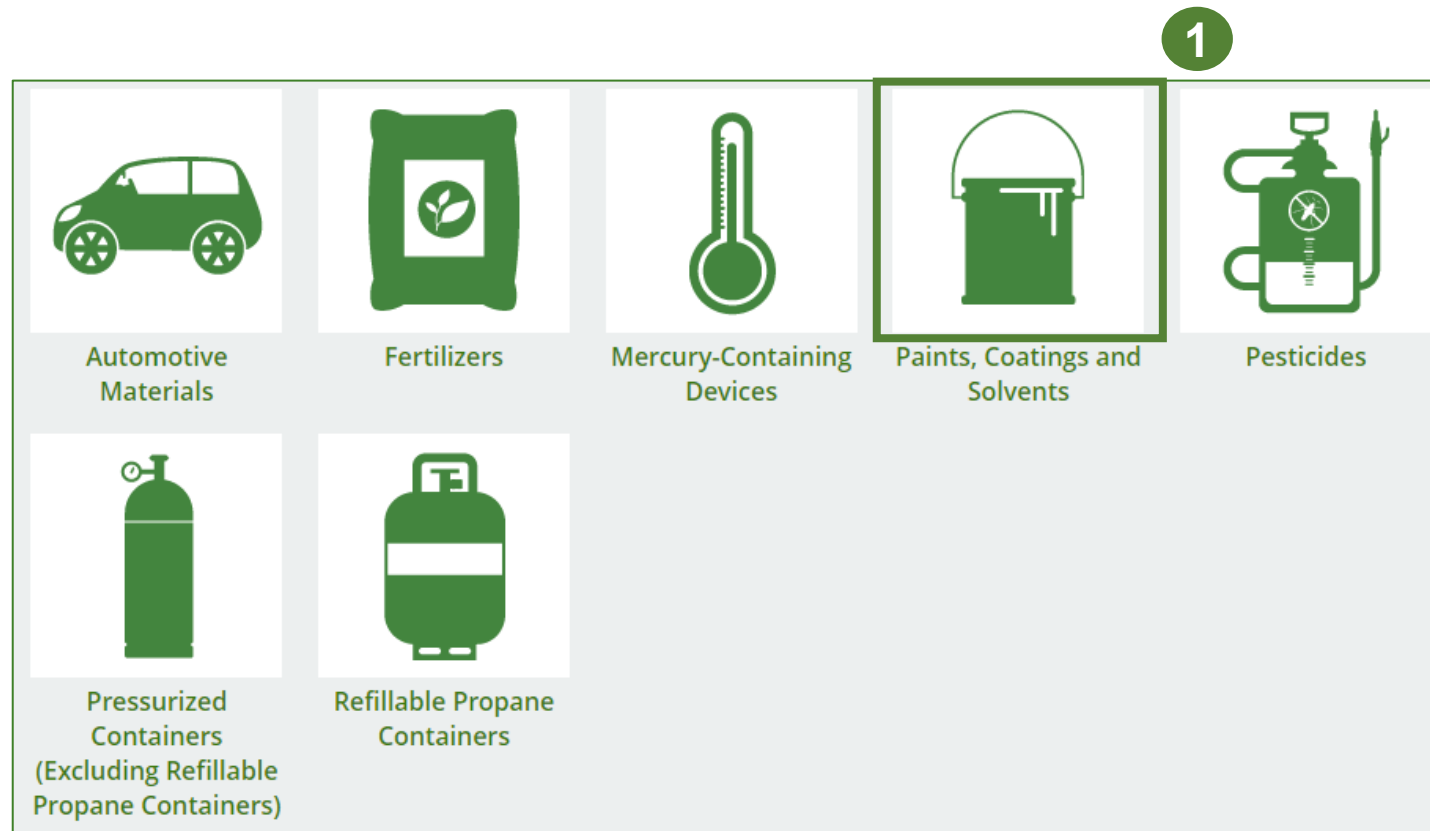 1
Automotive
Materials
Fertilizers
Mercury-Containing
Devices
Paints, Coatings and
Solvents
Pesticides
Pressurized
Containers
(Excluding Refillable
Propane Containers)
Refillable Propane
Containers